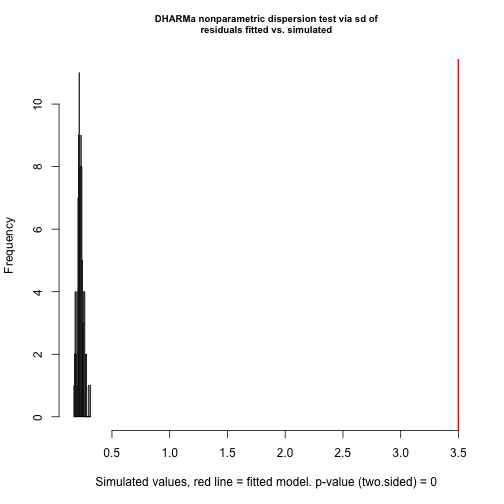 DHARMa nonparametric dispersion test via sd of
residuals fitted vs. simulated
Frequency
10
8
6
4
2
0
0.5 1.0 1.5 2.0 2.5 3.0 3.5
Simulated values, red line = fitted model. p-value (two.sided) = 0